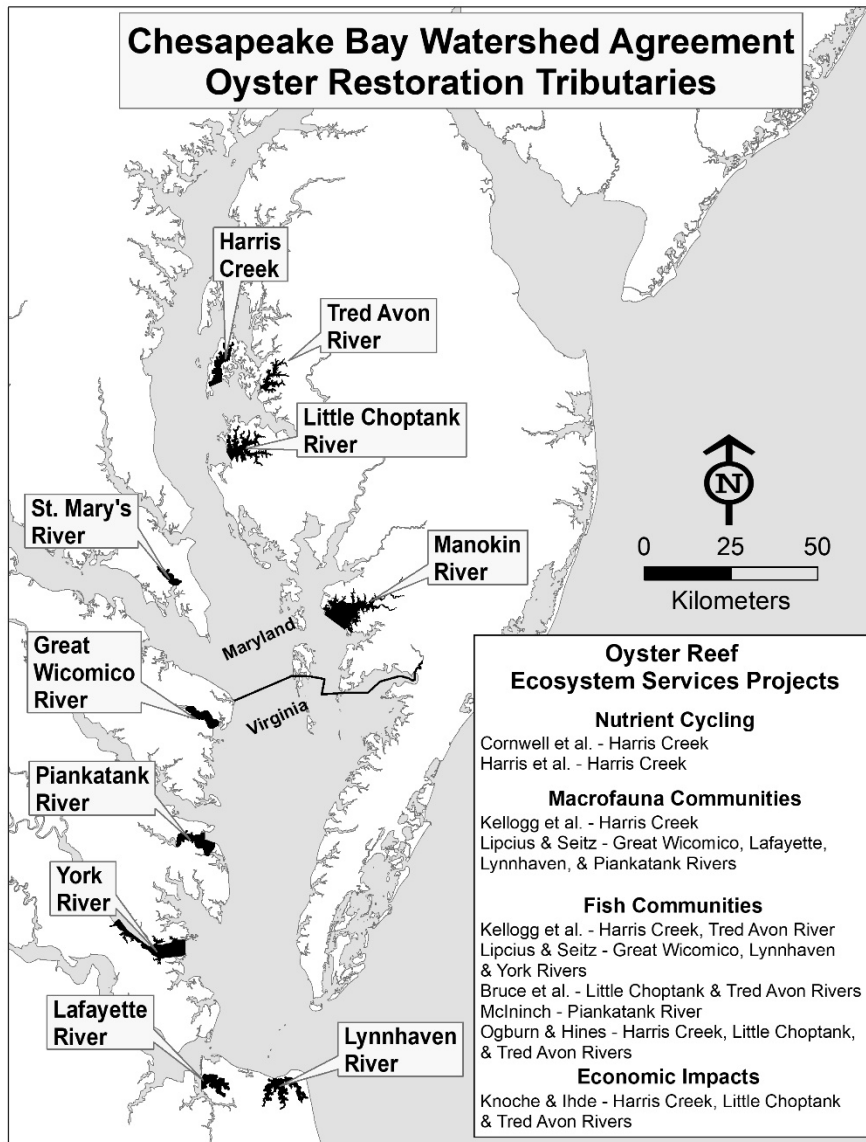 Chesapeake Bay Watershed Agreement
Oyster Restoration Tributaries
Harris
Creek
Tred Avon
River
Little Choptank
River
St. Mary's
River
Manokin
River
Great
Wicomico
River
Maryland
Virginia
Piankatank
River
York
River
Lafayette
River
Lynnhaven
River
N
0 25 50
Kilometers
Oyster Reef
Ecosystem Services Projects
Nutrient Cycling
Cornwell et al. - Harris Creek
Harris et al. - Harris Creek
Macrofauna Communities
Kellogg et al. - Harris Creek
Lipcius & Seitz - Great Wicomico, Lafayette,
Lynnhaven, & Piankatank Rivers
Fish Communities
Kellogg et al. - Harris Creek, Tred Avon River
Lipcius & Seitz - Great Wicomico, Lynnhaven
& York Rivers
Bruce et al. - Little Choptank & Tred Avon Rivers
McIninch - Piankatank River
Ogburn & Hines - Harris Creek, Little Choptank,
& Tred Avon Rivers
Economic Impacts
Knoche & Ihde - Harris Creek, Little Choptank
& Tred Avon Rivers